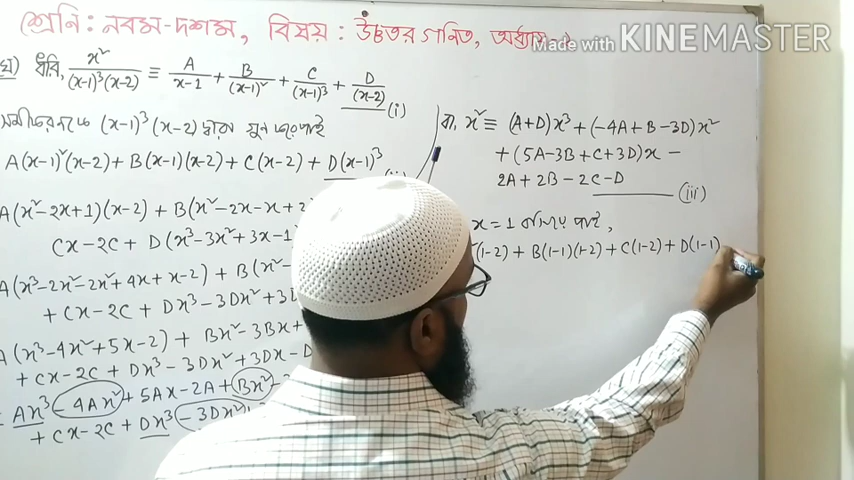 শ্রেনি: নবম-দশম, বিষয় : উচ্চতর গনিত, অধ্যায়-
Made with KINEMASTER
ধরি, x²/(x-1)³(x-2) ≡ A/x-1 + B/(x-1)² + C/(x-1)³ + D/(x-2) (i)
(x-1)³ (x-2) দ্বারা গুন করে পাই
A(x-1)²(x-2) + B(x-1)(x-2) + C(x-2) + D(x-1)³
A(x²-2x+1)(x-2) + B(x²-2x-x+2
Cx-2C + D(x³-3x²+3x-1
A(x³-2x²-2x²+4x+x-2) + B(x²
+ Cx-2C + Dx³-3Dx²+3D
A(x³-4x²+5x-2) + Bx²-3Bx+
+ Cx-2C + Dx³-3Dx²+3Dx-D
Ax³-4Ax²+5Ax-2A+Bx²
+ Cx-2C + Dx³-3Dx²
বা, x² ≡ (A+D)x³ + (-4A+B-3D)x²
+ (5A-3B+C+3D)x -
2A+2B-2C-D (iii)
x = 1 বসিয়ে পাই,
(1-2) + B(1-1)(1-2) + C(1-2) + D(1-1)